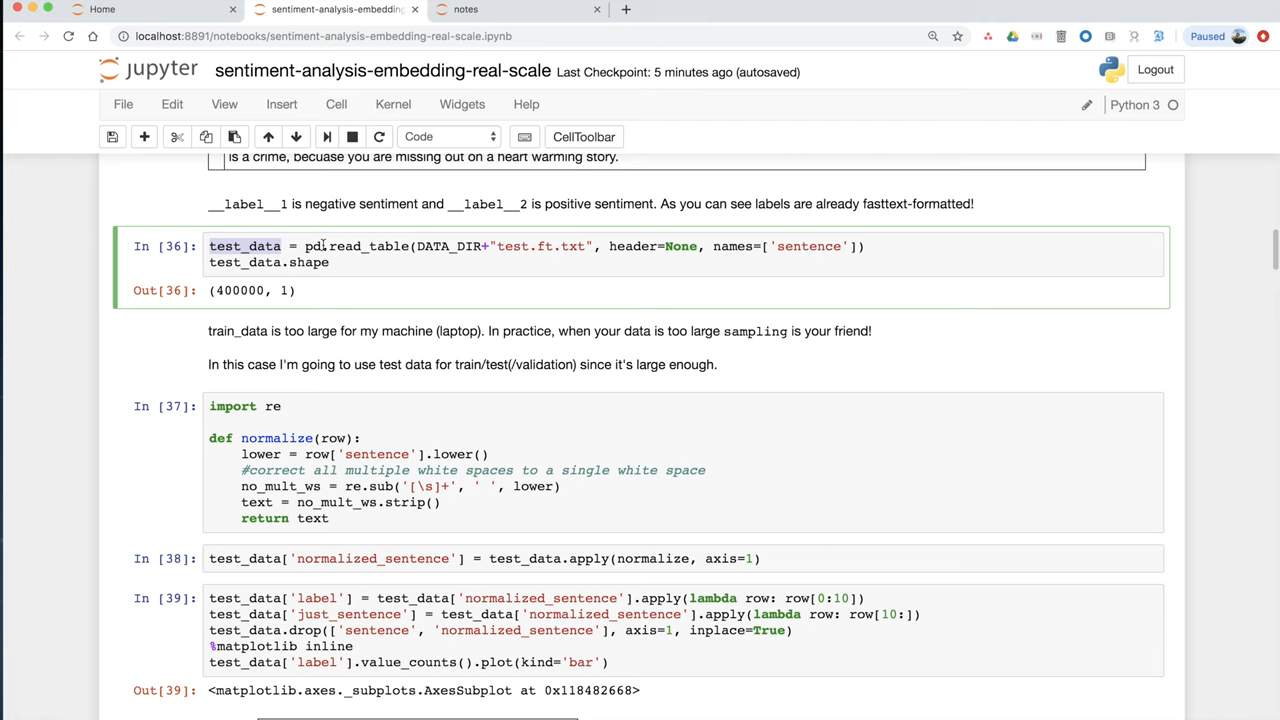 Home
sentiment-analysis-embedding
notes
localhost:8891/notebooks/sentiment-analysis-embedding-real-scale.ipynb
Paused
jupyter
sentiment-analysis-embedding-real-scale Last Checkpoint: 5 minutes ago (autosaved)
Logout
File Edit View Insert Cell Kernel Widgets Help
Python 3
Code
CellToolbar
is a crime, becuase you are missing out on a heart warming story.
__label__1 is negative sentiment and __label__2 is positive sentiment. As you can see labels are already fasttext-formatted!
In [36]: test_data = pd.read_table(DATA_DIR+"test.ft.txt", header=None, names=['sentence'])
test_data.shape
Out[36]: (400000, 1)
train_data is too large for my machine (laptop). In practice, when your data is too large sampling is your friend!
In this case I'm going to use test data for train/test(/validation) since it's large enough.
In [37]: import re
def normalize(row):
lower = row['sentence'].lower()
#correct all multiple white spaces to a single white space
no_mult_ws = re.sub('[\s]+', ' ', lower)
text = no_mult_ws.strip()
return text
In [38]: test_data['normalized_sentence'] = test_data.apply(normalize, axis=1)
In [39]: test_data['label'] = test_data['normalized_sentence'].apply(lambda row: row[0:10])
test_data['just_sentence'] = test_data['normalized_sentence'].apply(lambda row: row[10:])
test_data.drop(['sentence', 'normalized_sentence'], axis=1, inplace=True)
%matplotlib inline
test_data['label'].value_counts().plot(kind='bar')
Out[39]: <matplotlib.axes._subplots.AxesSubplot at 0x118482668>